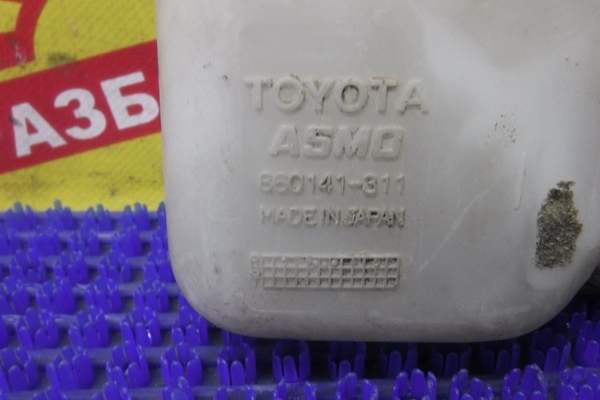 АЗБ
TOYOTA
ASMO
860141-311
MADE IN JAPAN